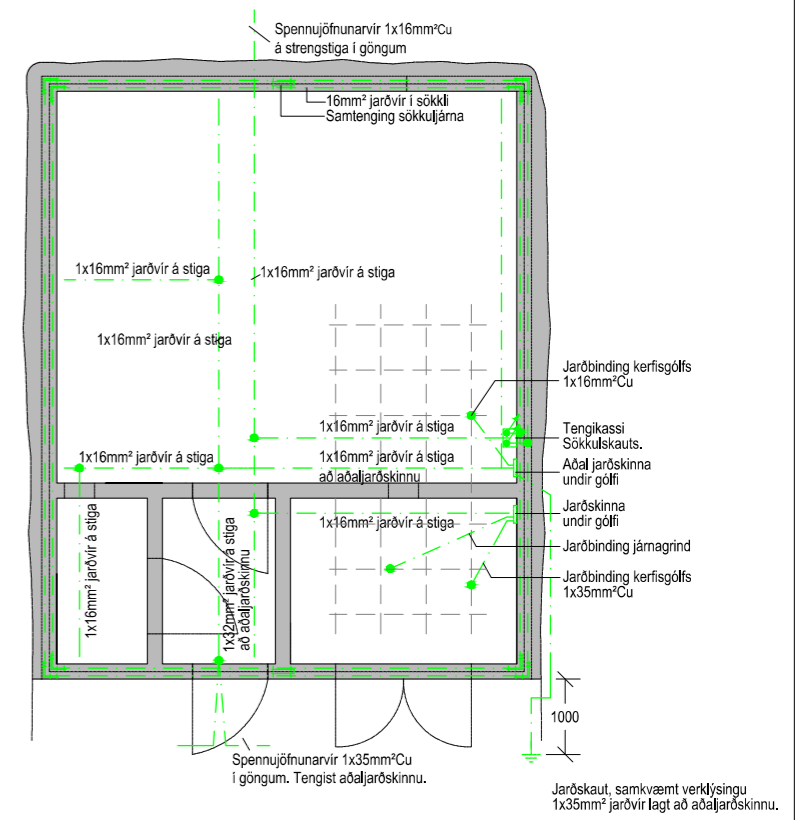 Spennujöfnunarvír 1x16mm²Cu
á strengstiga í göngum
16mm² jarðvír í sökkli
Samtenging sökkuljárna
1x16mm² jarðvír á stiga
1x16mm² jarðvír á stiga
1x16mm² jarðvír á stiga
Jarðbinding kerfisgólfs
1x16mm²Cu
1x16mm² jarðvír á stiga
Tengikassi
Sökkulskauts.
1x16mm² jarðvír á stiga
1x16mm² jarðvír á stiga
að aðaljarðskinnu
Aðal jarðskinna
undir gólfi
Jarðskinna
undir gólfi
1x16mm² jarðvír á stiga
1x16mm² jarðvír á stiga
1x32mm² jarðvír á stiga
að aðaljarðskinnu
Jarðbinding járnagrind
Jarðbinding kerfisgólfs
1x35mm²Cu
1000
Spennujöfnunarvír 1x35mm²Cu
í göngum. Tengist aðaljarðskinnu.
Jarðskaut, samkvæmt verklýsingu
1x35mm² jarðvír lagt að aðaljarðskinnu.